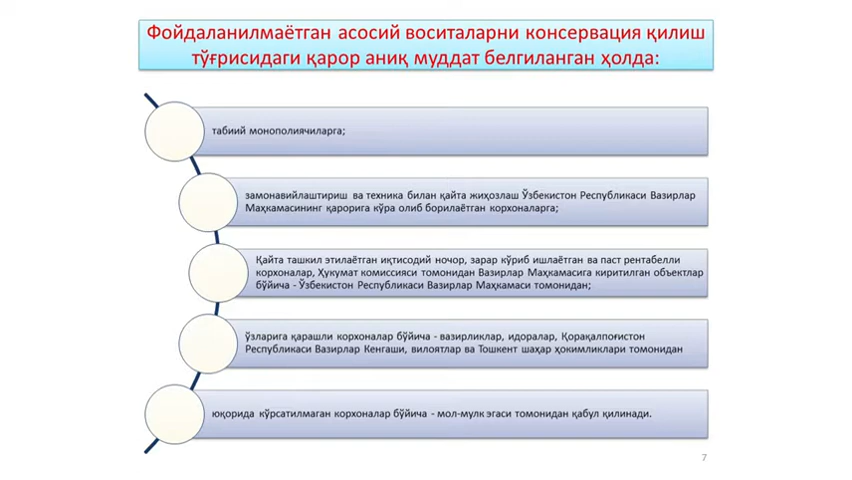 Фойдаланилмаётган асосий воситаларни консервация қилиш
тўғрисидаги қарор аниқ муддат белгиланган ҳолда:
табиий монополиячиларга;
замонавийлаштириш ва техника билан қайта жиҳозлаш Ўзбекистон Республикаси Вазирлар
Маҳкамасининг қарорига кўра олиб борилаётган корхоналарга;
Қайта ташкил этилаётган иқтисодий ночор, зарар кўриб ишлаётган ва паст рентабелли
корхоналар, Ҳукумат комиссияси томонидан Вазирлар Маҳкамасига киритилган объектлар
бўйича - Ўзбекистон Республикаси Вазирлар Маҳкамаси томонидан;
ўзларига қарашли корхоналар бўйича - вазирликлар, идоралар, Қорақалпоғистон
Республикаси Вазирлар Кенгаши, вилоятлар ва Тошкент шаҳар ҳокимликлари томонидан
юқорида кўрсатилмаган корхоналар бўйича - мол-мулк эгаси томонидан қабул қилинади.
7